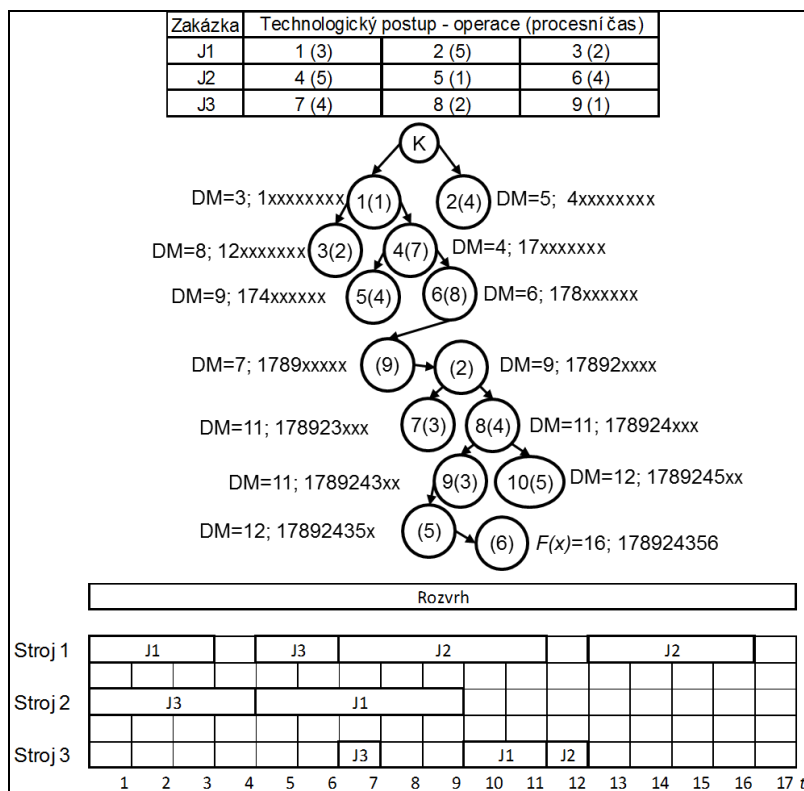 Zakázka Technologický postup - operace (procesní čas)
J1 1 (3) 2 (5) 3 (2)
J2 4 (5) 5 (1) 6 (4)
J3 7 (4) 8 (2) 9 (1)
K
DM=3; 1xxxxxxxx 1(1) 2(4) DM=5; 4xxxxxxxx
DM=8; 12xxxxxxx 3(2) 4(7) DM=4; 17xxxxxxx
DM=9; 174xxxxxx 5(4) 6(8) DM=6; 178xxxxxx
DM=7; 1789xxxxx (9) (2) DM=9; 17892xxxx
DM=11; 178923xxx 7(3) 8(4) DM=11; 178924xxx
DM=11; 1789243xx 9(3) 10(5) DM=12; 1789245xx
DM=12; 17892435x (5) (6) F(x)=16; 178924356
Rozvrh
Stroj 1 J1 J3 J2 J2
Stroj 2 J3 J1
Stroj 3 J3 J1 J2
1 2 3 4 5 6 7 8 9 10 11 12 13 14 15 16 17 t